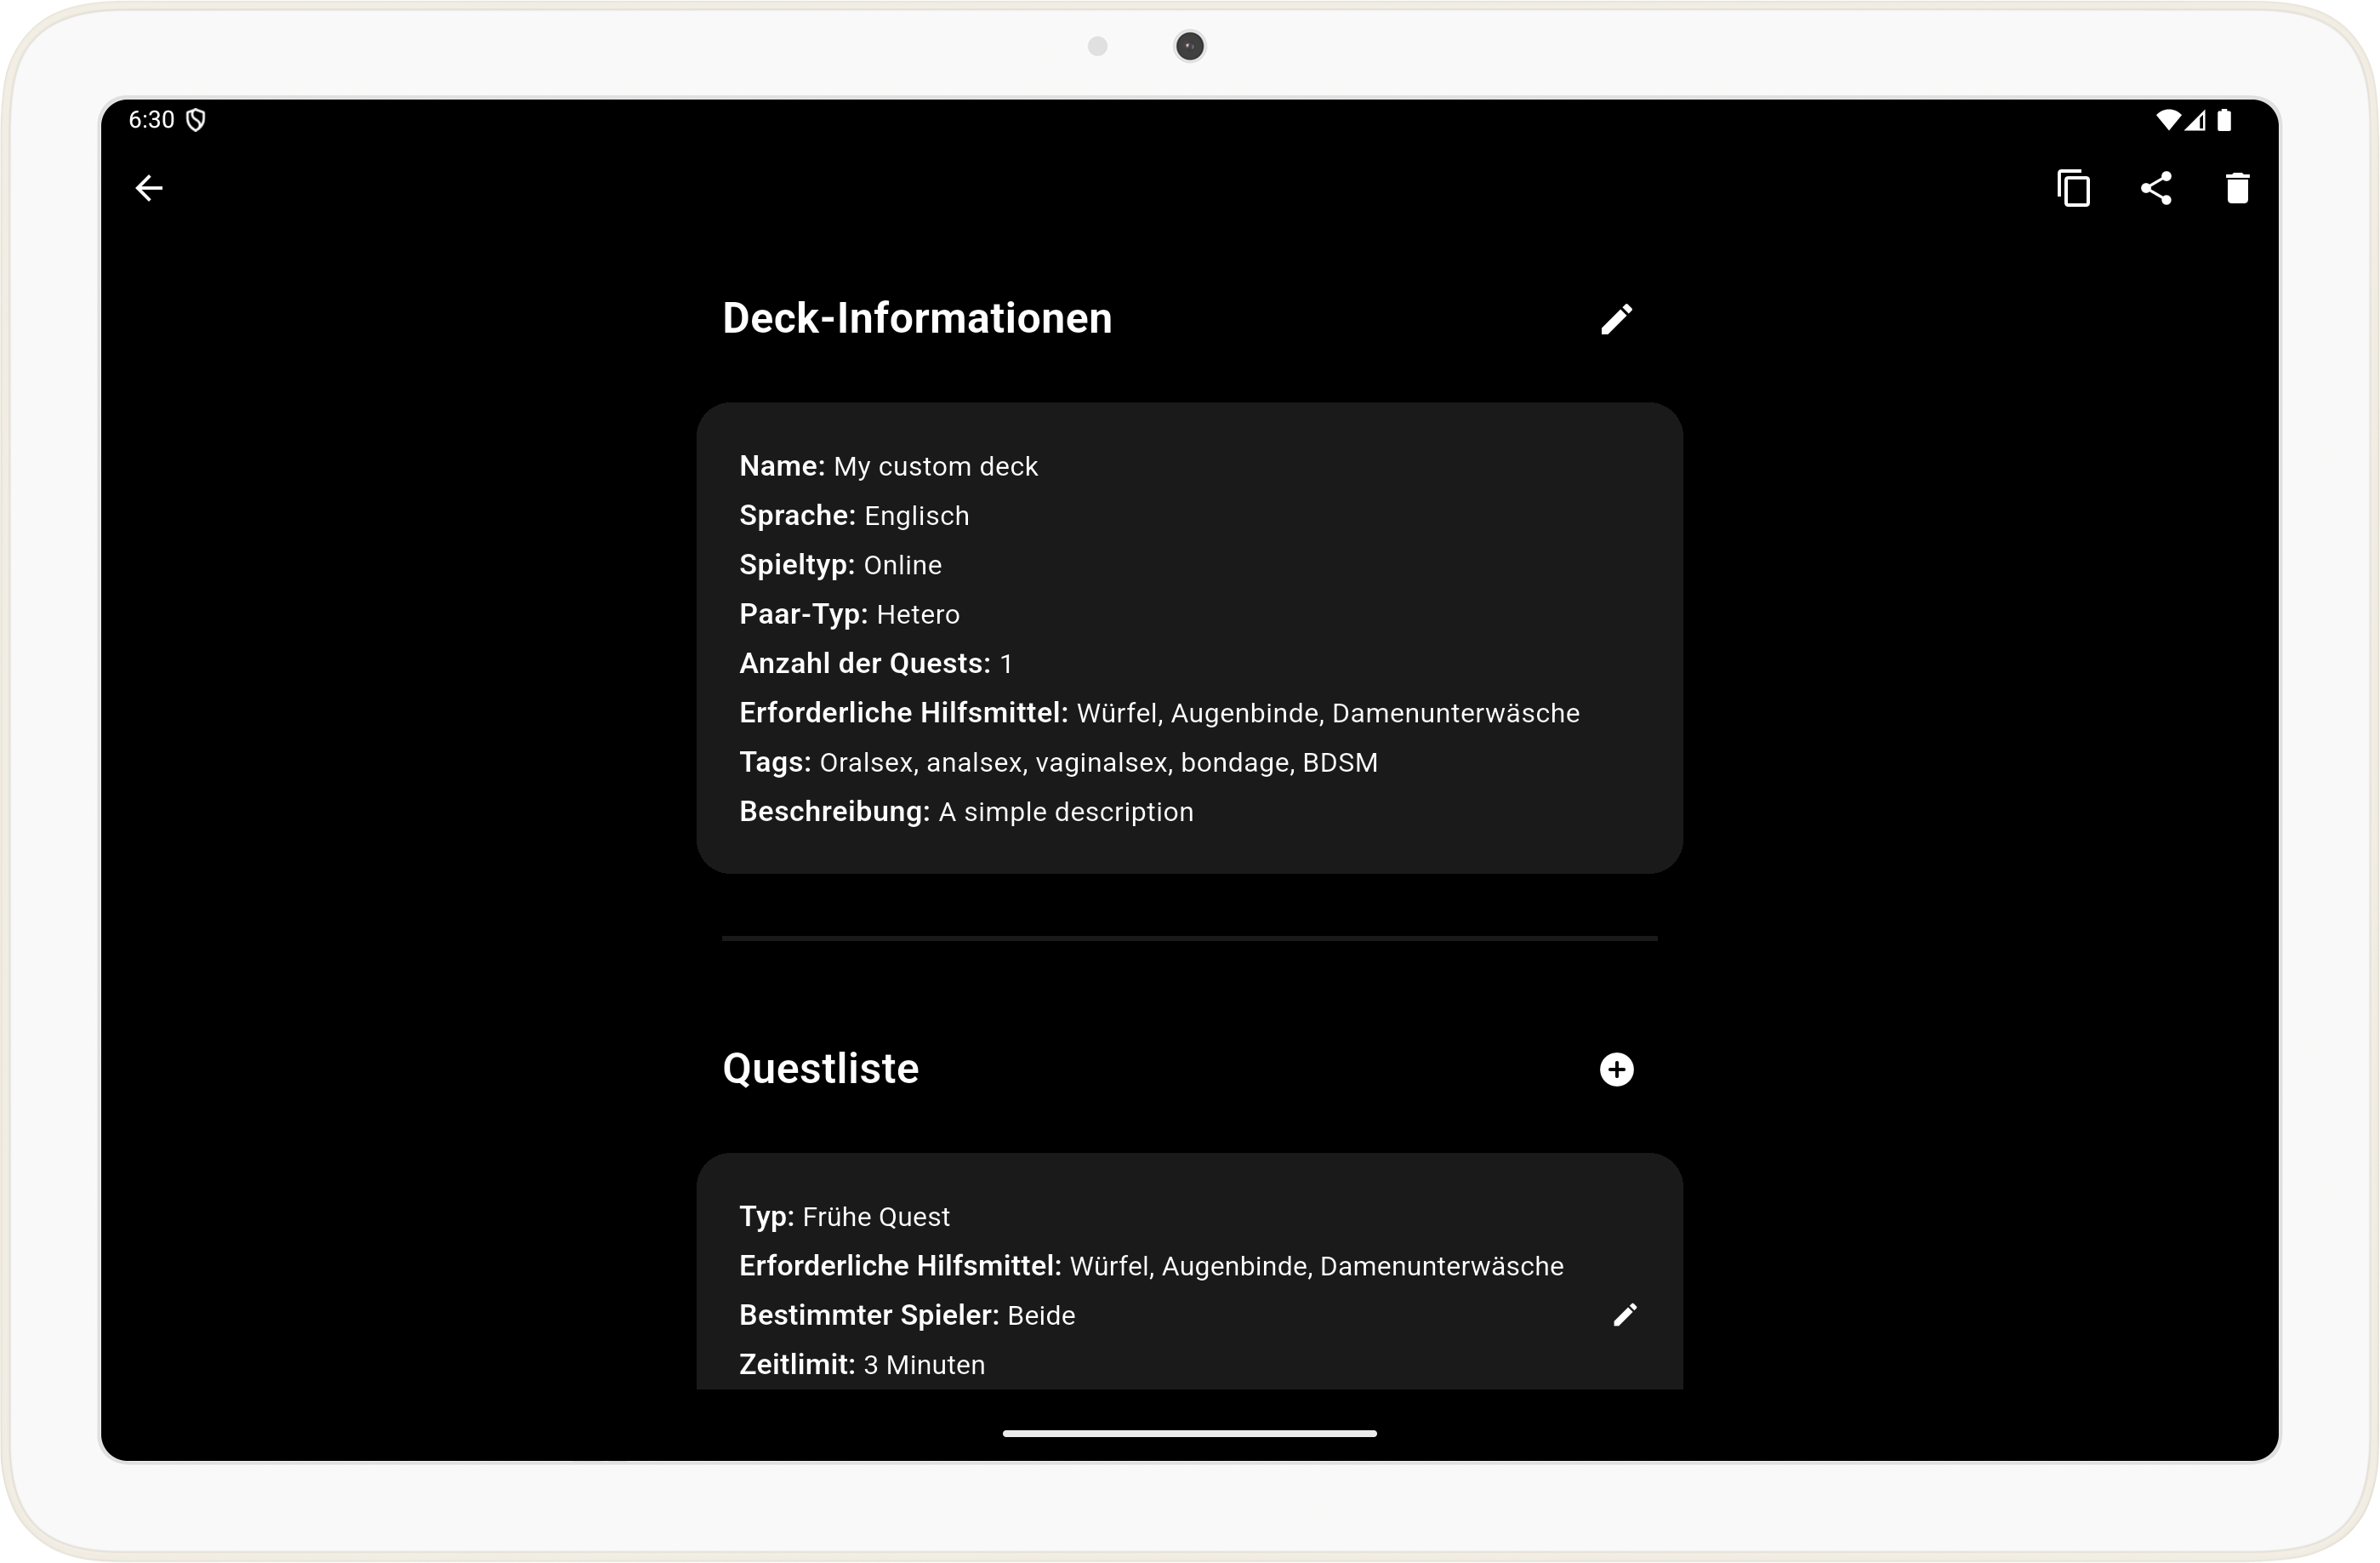 6:30
Deck-Informationen
Name: My custom deck
Sprache: Englisch
Spieltyp: Online
Paar-Typ: Hetero
Anzahl der Quests: 1
Erforderliche Hilfsmittel: Würfel, Augenbinde, Damenunterwäsche
Tags: Oralsex, analsex, vaginalsex, bondage, BDSM
Beschreibung: A simple description
Questliste
Typ: Frühe Quest
Erforderliche Hilfsmittel: Würfel, Augenbinde, Damenunterwäsche
Bestimmter Spieler: Beide
Zeitlimit: 3 Minuten